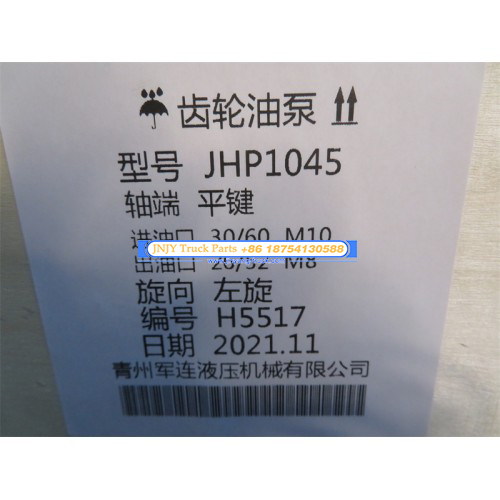 齿轮油泵
型号 JHP1045
轴端 平键
进油口 30/60 M10
JNJY Truck Parts +86 18754130588
出油口 M8
旋向 左旋
编号 H5517
日期 2021.11
青州军连液压机械有限公司